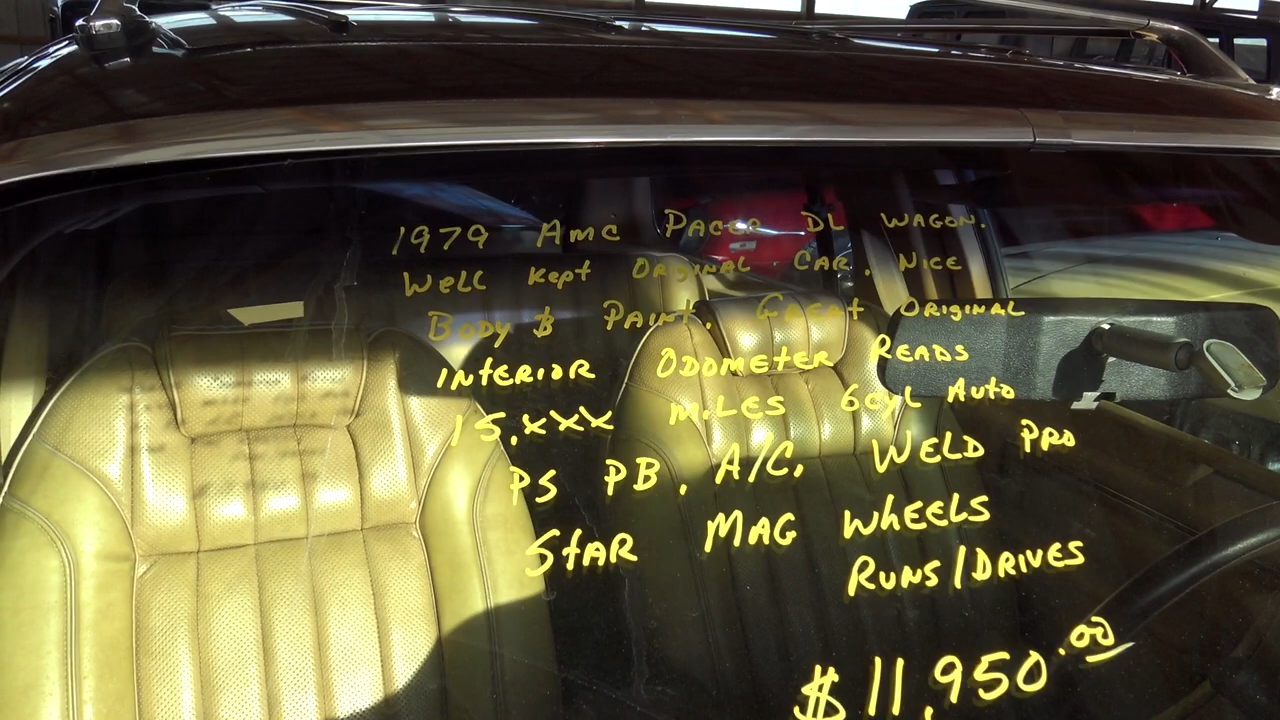 1979 AMC PACER DL WAGON.
WELL KEPT ORIGINAL CAR. NICE
BODY $ PAINT. GREAT ORIGINAL
INTERIOR ODOMETER READS
15,XXX MILES 6CYL AUTO
PS PB. A/C. WELD PRO
STAR MAG WHEELS
RUNS/DRIVES
$11,950.00